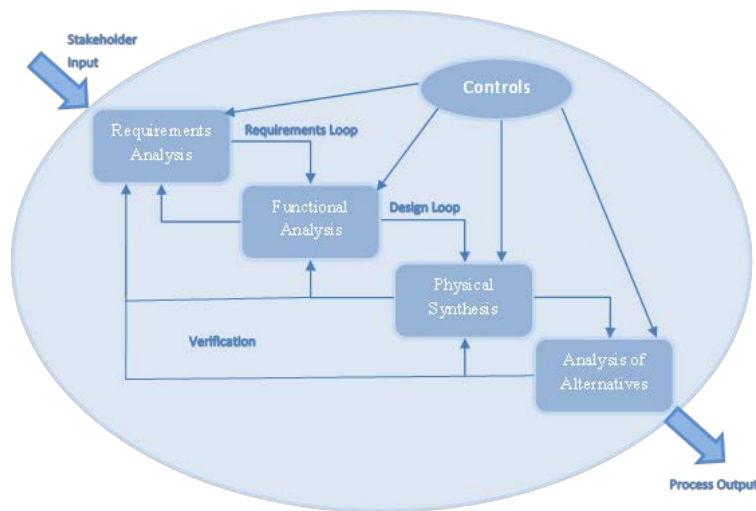 Stakeholder
Input
Controls
Requirements
Analysis
Requirements Loop
Functional
Analysis
Design Loop
Physical
Synthesis
Verification
Analysis of
Alternatives
Process Output